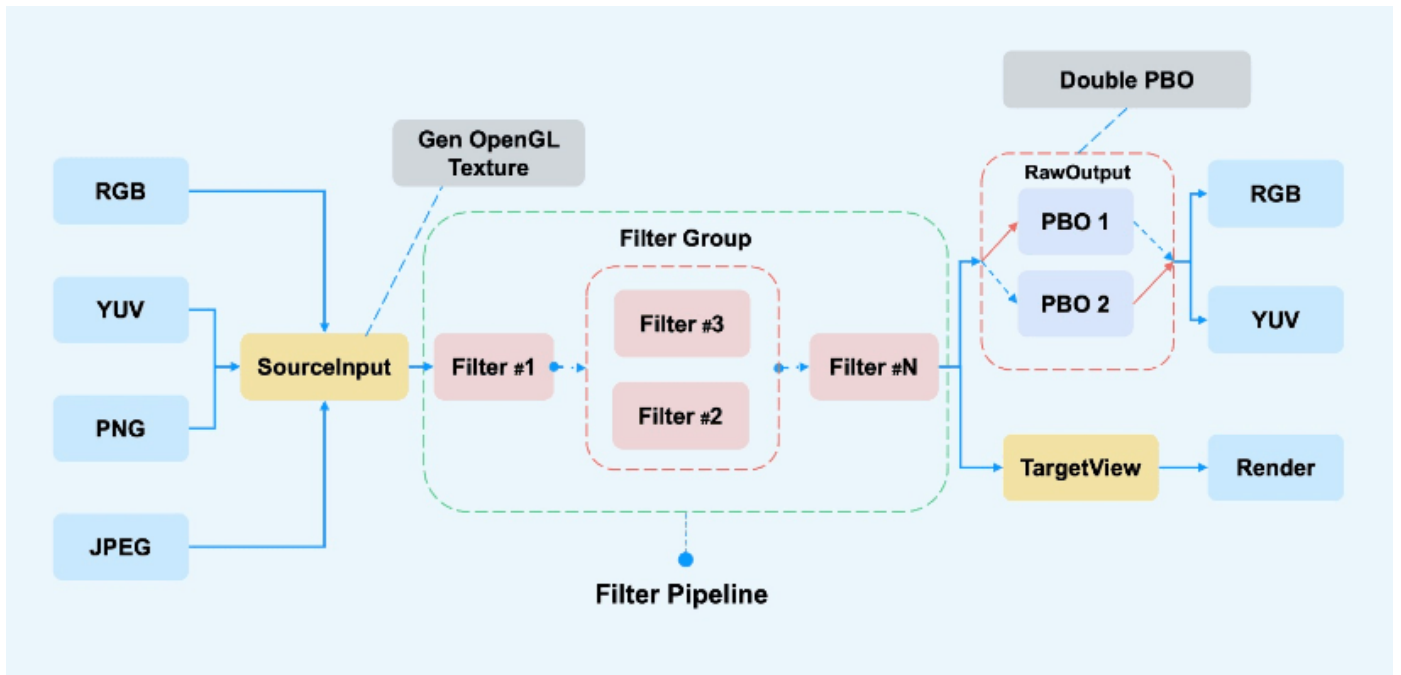 Double PBO
Gen OpenGL
Texture
RGB
YUV
PNG
JPEG
SourceInput
Filter Group
Filter #1
Filter #3
Filter #2
Filter #N
RawOutput
PBO 1
PBO 2
RGB
YUV
TargetView
Render
Filter Pipeline